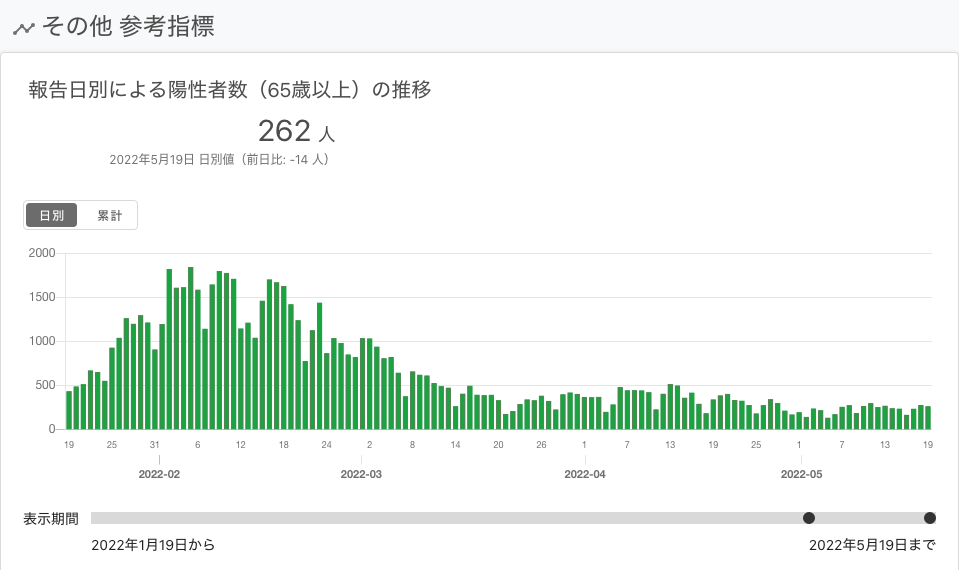 その他 参考指標
報告日別による陽性者数（65歳以上）の推移
262 人
2022年5月19日 日別値（前日比: -14 人）
日別 累計
2000
1500
1000
500
0
19 25 31 6 12 18 24 2 8 14 20 26 1 7 13 19 25 1 7 13 19
2022-02 2022-03 2022-04 2022-05
表示期間
2022年1月19日から 2022年5月19日まで